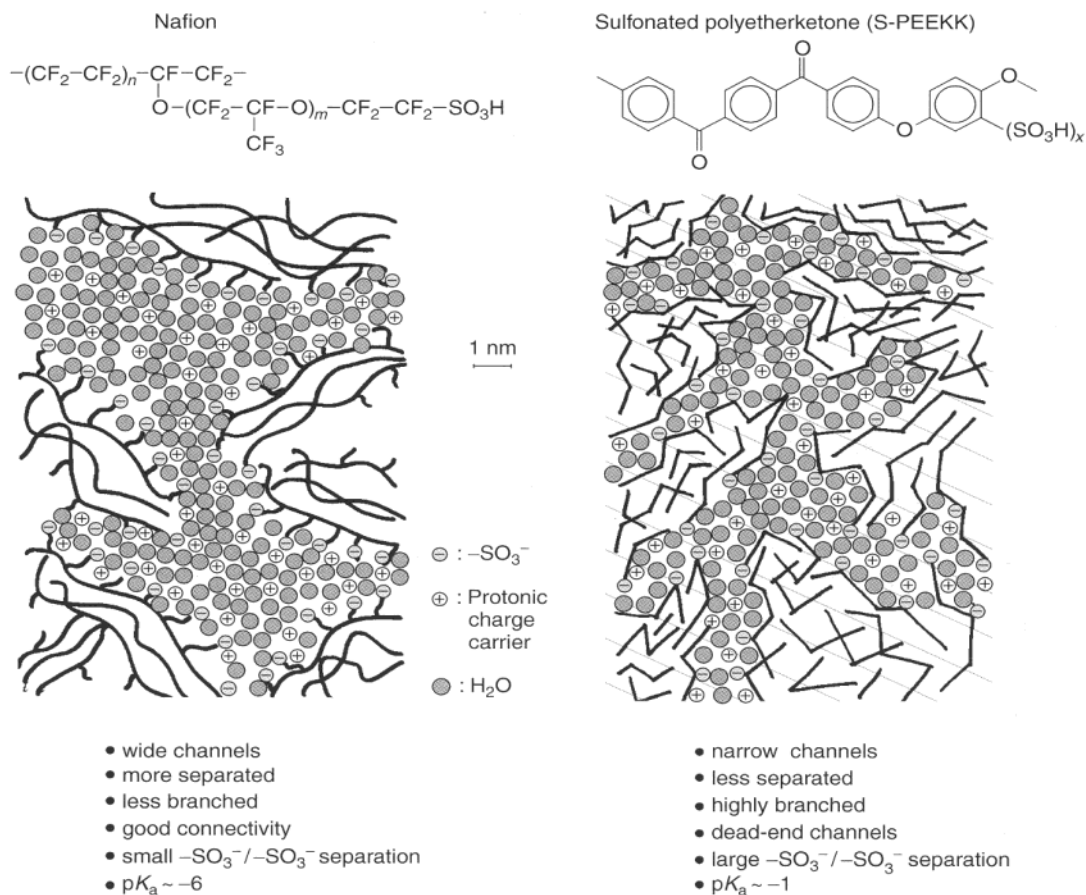 Nafion
–(CF₂–CF₂)ₙ–CF–CF₂–
O–(CF₂–CF–O)ₘ–CF₂–CF₂–SO₃H
CF₃
Sulfonated polyetherketone (S-PEEKK)
O
O
O
O
(SO₃H)ₓ
1 nm
⊖ : –SO₃⁻
⊕ : Protonic
charge
carrier
: H₂O
• wide channels
• more separated
• less branched
• good connectivity
• small –SO₃⁻/–SO₃⁻ separation
• pKₐ ~ –6
• narrow channels
• less separated
• highly branched
• dead-end channels
• large –SO₃⁻/–SO₃⁻ separation
• pKₐ ~ –1